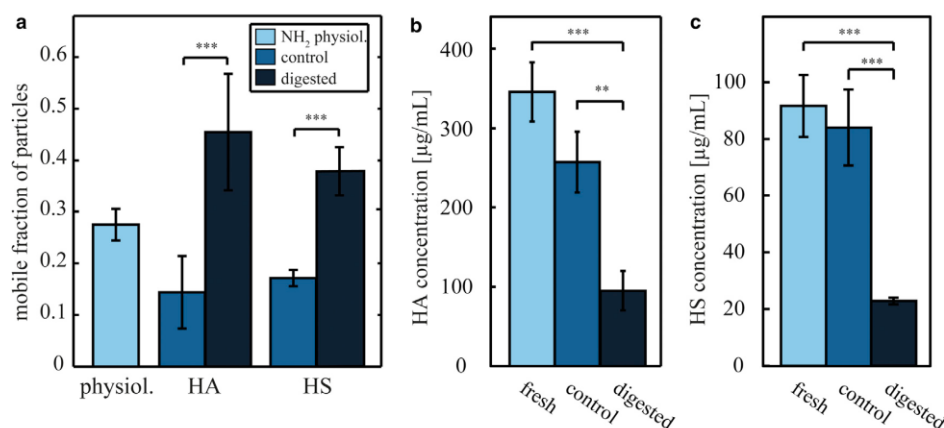 a
mobile fraction of particles
0.6
0.5
0.4
0.3
0.2
0.1
0
NH₂ physiol.
control
digested
***
***
physiol.
HA
HS
b
HA concentration [µg/mL]
400
300
200
100
0
***
**
fresh
control
digested
c
HS concentration [µg/mL]
100
80
60
40
20
0
***
***
fresh
control
digested